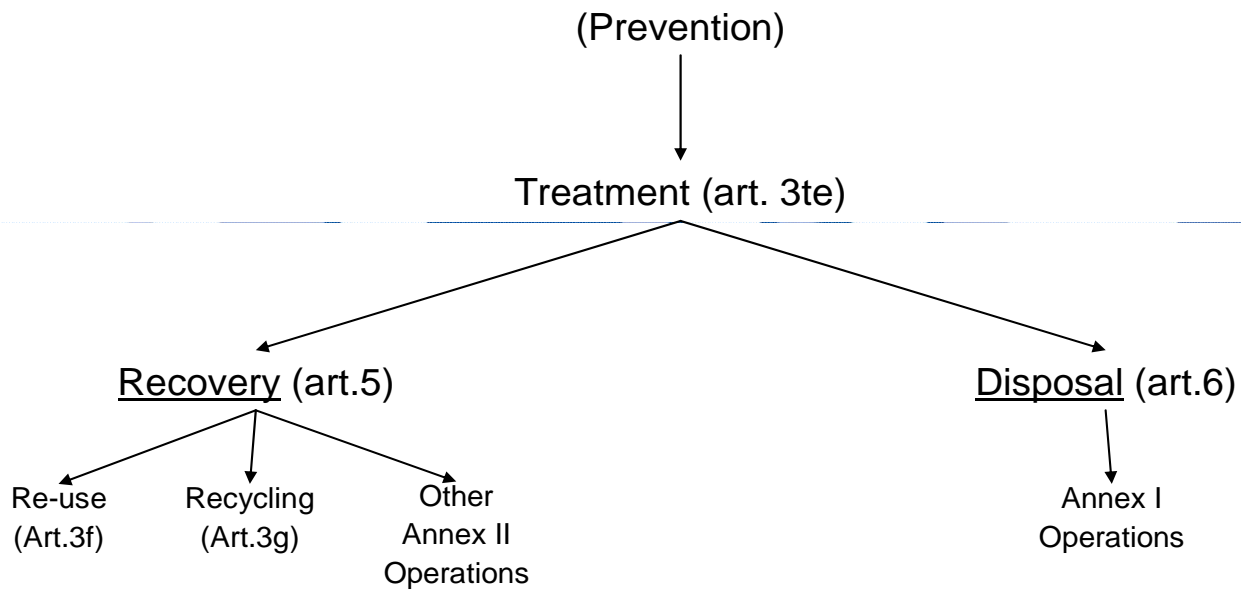 (Prevention)
Treatment (art. 3te)
Recovery (art.5)
Disposal (art.6)
Re-use
(Art.3f)
Recycling
(Art.3g)
Other
Annex II
Operations
Annex I
Operations